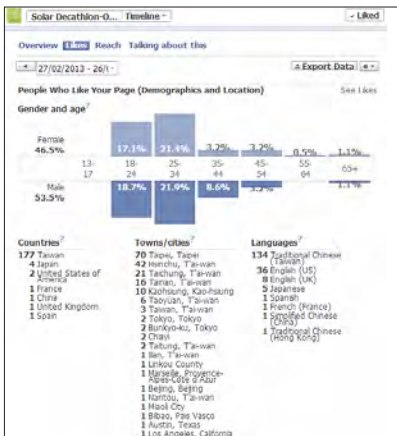 Solar Decathlon-O... Timeline
Liked
Overview Likes Reach Talking about this
27/02/2013 - 26/(
Export Data
People Who Like Your Page (Demographics and Location)
See Likes
Gender and age?
Female
46.5%
17.1% 21.4% 3.2% 3.2% 0.5% 1.1%
13-17 18-24 25-34 35-44 45-54 55-64 65+
Male
53.5%
18.7% 21.9% 8.6% 3.2% 1.1%
Countries?
177 Taiwan
4 Japan
2 United States of America
1 France
1 China
1 United Kingdom
1 Spain
Towns/cities?
70 Taipei, Taipei
42 Hsinchu, T'ai-wan
21 Taichung, T'ai-wan
16 Tainan, T'ai-wan
10 Kaohsiung, Kao-hsiung
6 Taoyüan, T'ai-wan
3 Taiwan, T'ai-wan
2 Tokyo, Tokyo
2 Bunkyo-ku, Tokyo
2 Chayi
2 Taitung, T'ai-wan
1 Ilan, T'ai-wan
1 Linkou County
1 Marseille, Provence-
Alpes-Côte d'Azur
1 Beijing, Beijing
1 Nantou, T'ai-wan
1 Miaoli City
1 Bibao, Pais Vasco
1 Austin, Texas
1 Los Angeles, California
Languages?
134 Traditional Chinese
(Taiwan)
36 English (US)
8 English (UK)
5 Japanese
1 Spanish
1 French (France)
1 Simplified Chinese
(China)
1 Traditional Chinese
(Hong Kong)